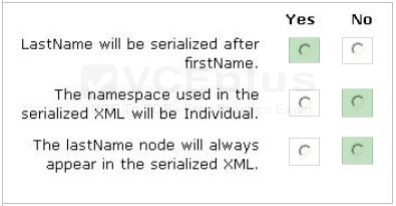 Yes No
LastName will be serialized after
firstName.
The namespace used in the
serialized XML will be Individual.
The lastName node will always
appear in the serialized XML.
VCEplus